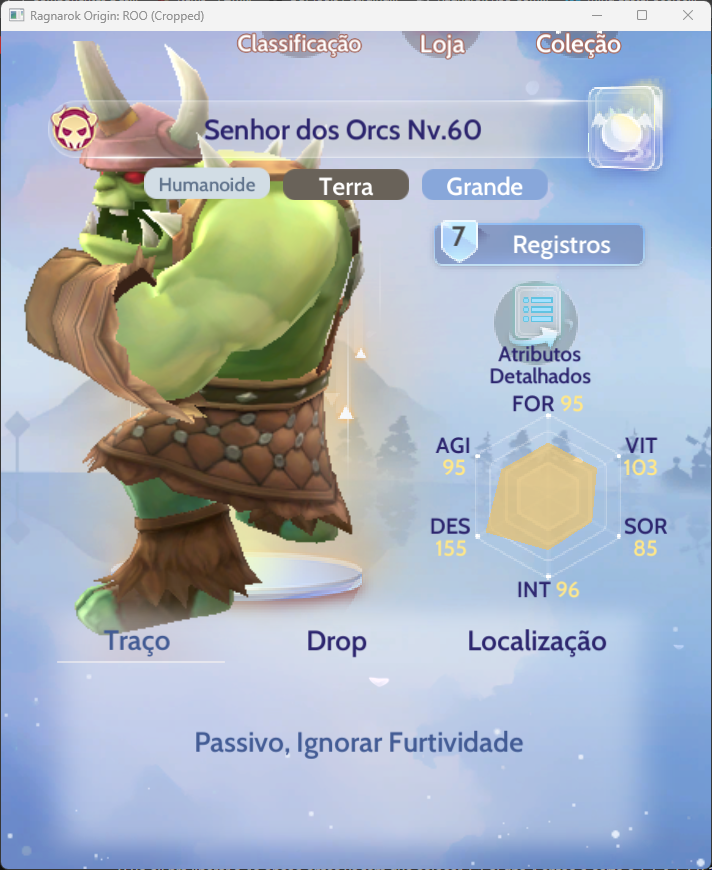 Ragnarok Origin: ROO (Cropped)
Classificação
Loja
Coleção
Senhor dos Orcs Nv.60
Humanoide
Terra
Grande
7
Registros
Atributos
Detalhados
FOR 95
AGI
95
VIT
103
DES
155
SOR
85
INT 96
Traço
Drop
Localização
Passivo, Ignorar Furtividade